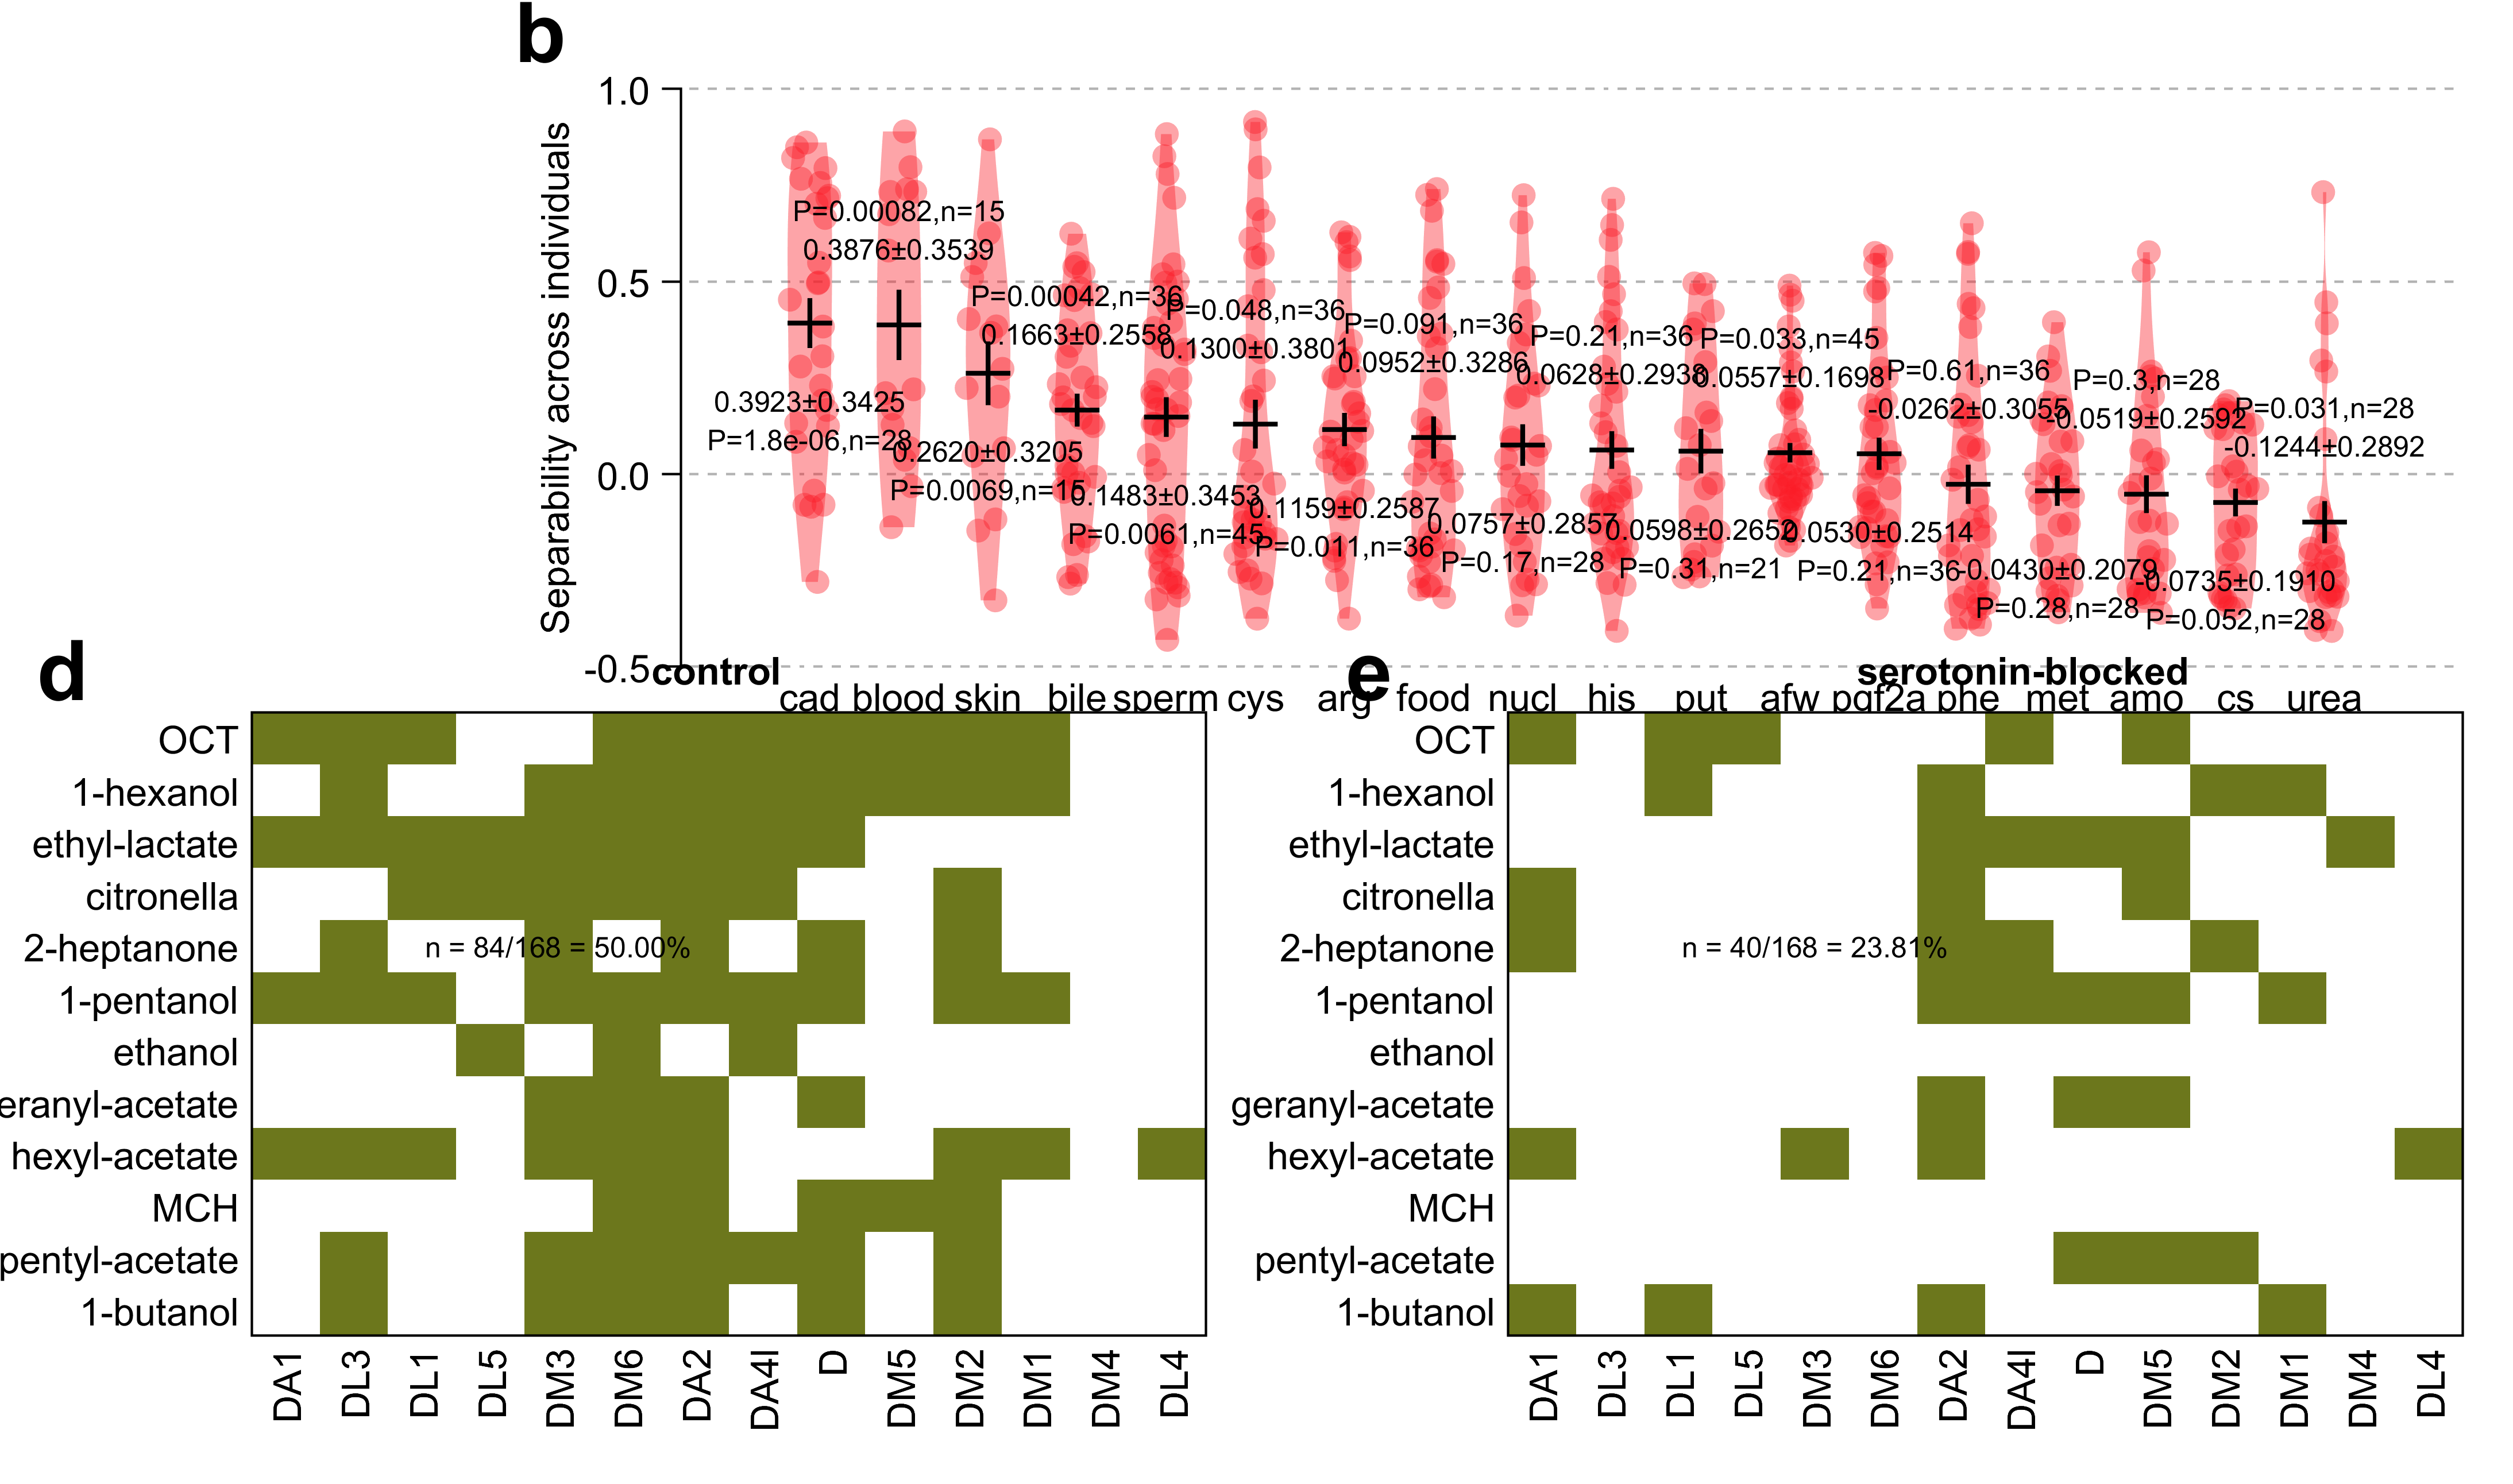 b
Separability across individuals
1.0
0.5
0.0
-0.5
0.3923±0.3425
P=1.8e-06,n=28
P=0.00082,n=15
0.3876±0.3539
0.2620±0.3205
P=0.0069,n=15
P=0.00042,n=36
0.1663±0.2558
0.1483±0.3453
P=0.0061,n=45
P=0.048,n=36
0.1300±0.3801
0.1159±0.2587
P=0.011,n=36
P=0.091,n=36
0.0952±0.3286
0.0757±0.2857
P=0.17,n=28
P=0.21,n=36
0.0628±0.2938
0.0598±0.2652
P=0.31,n=21
P=0.033,n=45
0.0557±0.1698
0.0530±0.2514
P=0.21,n=36
P=0.61,n=36
-0.0262±0.3055
-0.0430±0.2079
P=0.28,n=28
P=0.3,n=28
-0.0519±0.2592
-0.0735±0.1910
P=0.052,n=28
P=0.031,n=28
-0.1244±0.2892
cad blood skin bile sperm cys arg food nucl his put afw pgf2a phe met amo cs urea
d
control
OCT
1-hexanol
ethyl-lactate
citronella
2-heptanone
1-pentanol
ethanol
eranyl-acetate
hexyl-acetate
MCH
pentyl-acetate
1-butanol
n = 84/168 = 50.00%
DA1 DL3 DL1 DL5 DM3 DM6 DA2 DA4l D DM5 DM2 DM1 DM4 DL4
e
serotonin-blocked
OCT
1-hexanol
ethyl-lactate
citronella
2-heptanone
1-pentanol
ethanol
geranyl-acetate
hexyl-acetate
MCH
pentyl-acetate
1-butanol
n = 40/168 = 23.81%
DA1 DL3 DL1 DL5 DM3 DM6 DA2 DA4l D DM5 DM2 DM1 DM4 DL4